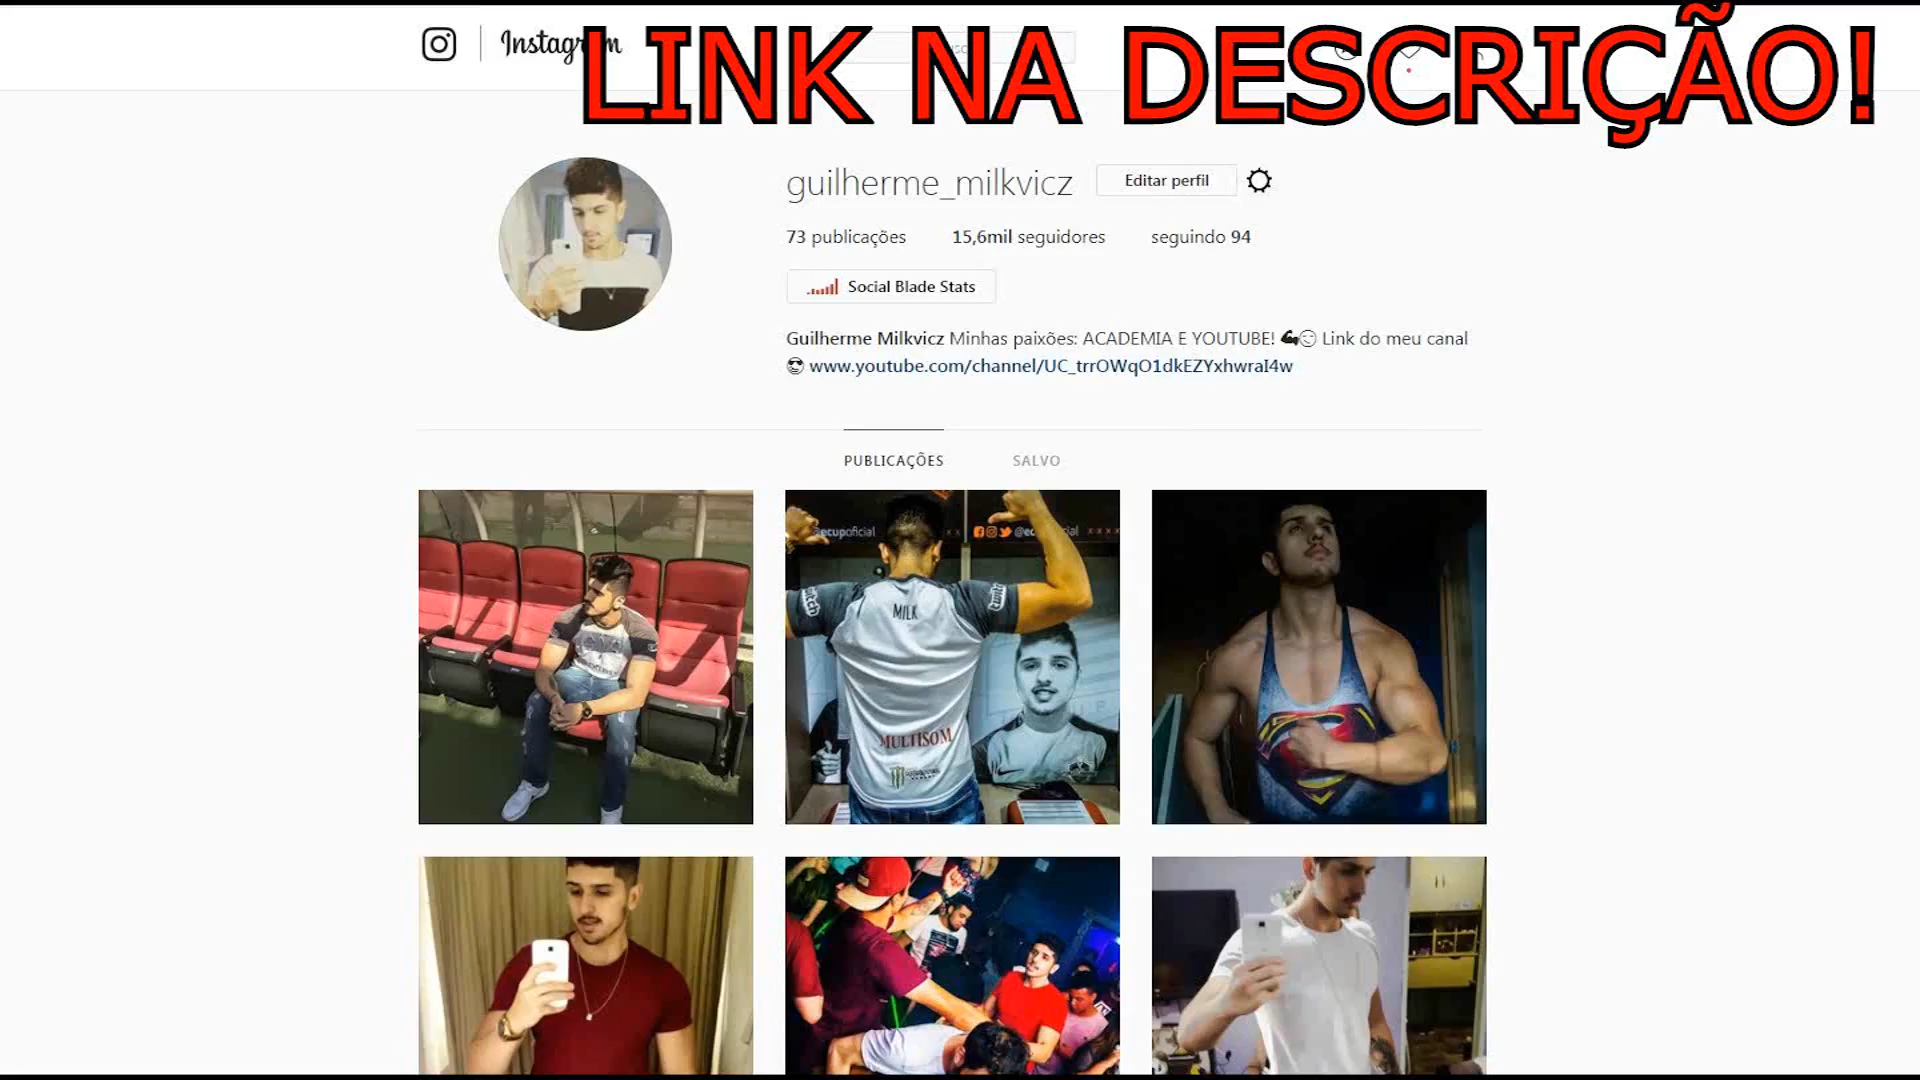 Instagram
LINK NA DESCRIÇÃO!
guilherme_milkvicz
Editar perfil
73 publicações
15,6mil seguidores
seguindo 94
Social Blade Stats
Guilherme Milkvicz Minhas paixões: ACADEMIA E YOUTUBE! 💪😌 Link do meu canal
😎 www.youtube.com/channel/UC_trrOWqO1dkEZYxhwraI4w
PUBLICAÇÕES
SALVO
@ecupoficial
MILK
twitch
MULTISOM